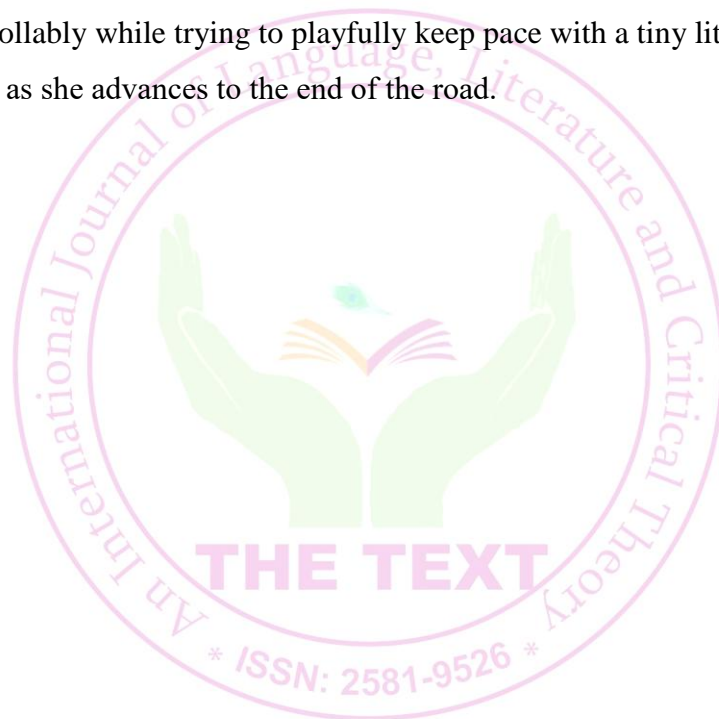 ollably while trying to playfully keep pace with a tiny lit
as she advances to the end of the road.
An International Journal of Language, Literature and Critical Theory
THE TEXT
* ISSN: 2581-9526 *